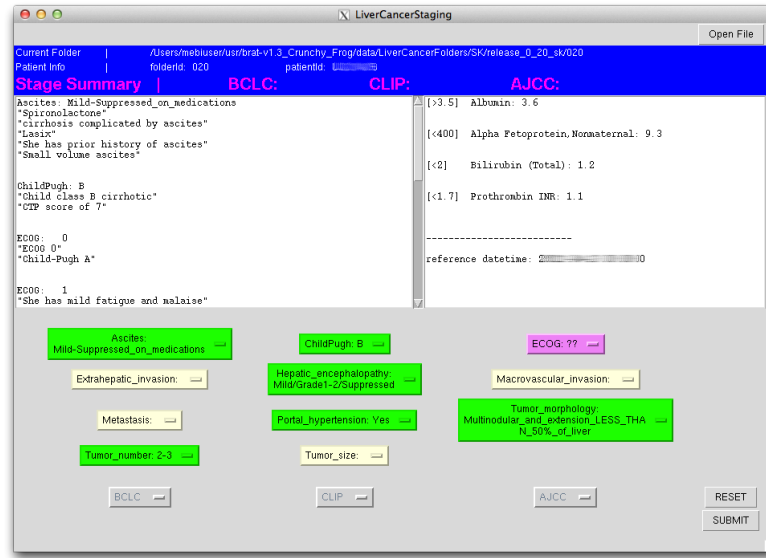 LiverCancerStaging
Open File
Current Folder | /Users/mebiuser/usr/brat-v1.3_Crunchy_Frog/data/LiverCancerFolders/SK/release_0_20_sk/020
Patient Info | folderId: 020 patientId:
Stage Summary | BCLC: CLIP: AJCC:
Ascites: Mild-Suppressed_on_medications
"Spironolactone"
"cirrhosis complicated by ascites"
"Lasix"
"She has prior history of ascites"
"Small volume ascites"
ChildPugh: B
"Child class B cirrhotic"
"CTP score of 7"
ECOG: 0
"ECOG 0"
"Child-Pugh A"
ECOG: 1
"She has mild fatigue and malaise"
[>3.5] Albumin: 3.6
[<400] Alpha Fetoprotein,Nonmaternal: 9.3
[<2] Bilirubin (Total): 1.2
[<1.7] Prothrombin INR: 1.1
--------------------------
reference datetime:
Ascites:
Mild-Suppressed_on_medications
ChildPugh: B
ECOG: ??
Extrahepatic_invasion:
Hepatic_encephalopathy:
Mild/Grade1-2/Suppressed
Macrovascular_invasion:
Metastasis:
Portal_hypertension: Yes
Tumor_morphology:
Multinodular_and_extension_LESS_THA
N_50%_of_liver
Tumor_number: 2-3
Tumor_size:
BCLC
CLIP
AJCC
RESET
SUBMIT